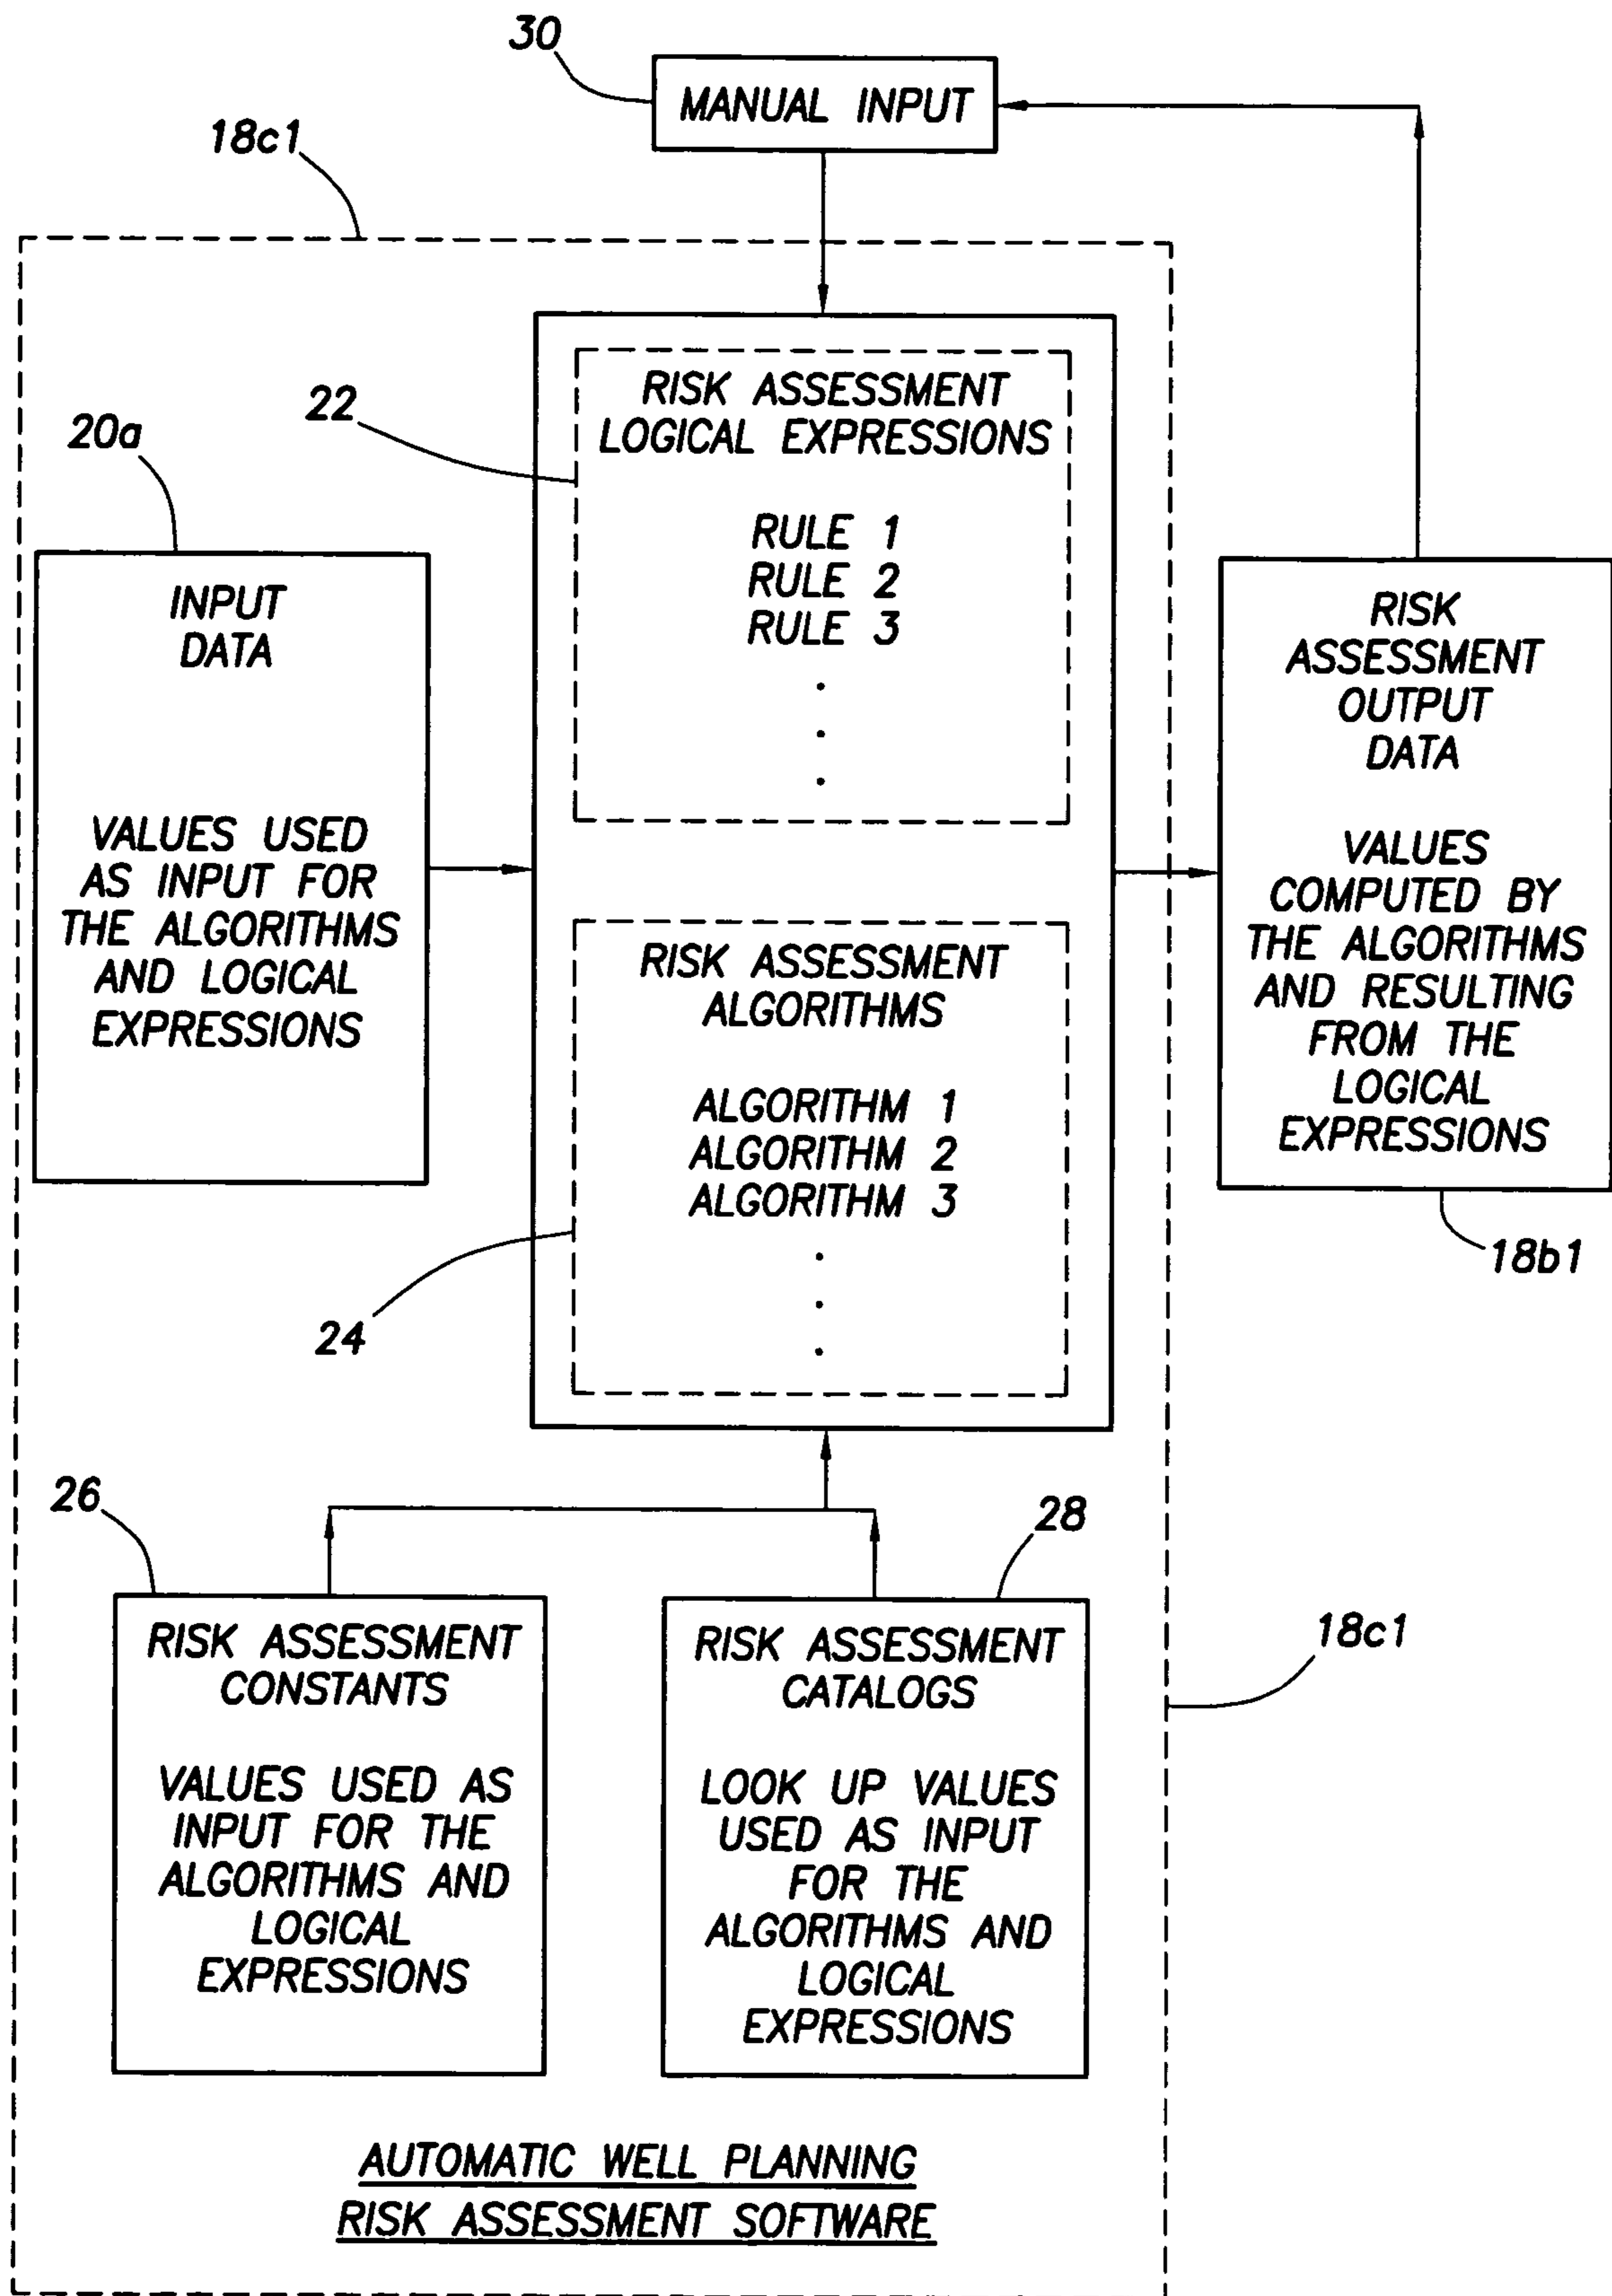 30
MANUAL INPUT
18c1
22
RISK ASSESSMENT
LOGICAL EXPRESSIONS
RULE 1
RULE 2
RULE 3
.
.
.
20a
INPUT
DATA
VALUES USED
AS INPUT FOR
THE ALGORITHMS
AND LOGICAL
EXPRESSIONS
RISK
ASSESSMENT
OUTPUT
DATA
VALUES
COMPUTED BY
THE ALGORITHMS
AND RESULTING
FROM THE
LOGICAL
EXPRESSIONS
18b1
RISK ASSESSMENT
ALGORITHMS
ALGORITHM 1
ALGORITHM 2
ALGORITHM 3
.
.
.
24
26
RISK ASSESSMENT
CONSTANTS
VALUES USED AS
INPUT FOR THE
ALGORITHMS AND
LOGICAL
EXPRESSIONS
28
RISK ASSESSMENT
CATALOGS
LOOK UP VALUES
USED AS INPUT
FOR THE
ALGORITHMS AND
LOGICAL
EXPRESSIONS
18c1
AUTOMATIC WELL PLANNING
RISK ASSESSMENT SOFTWARE